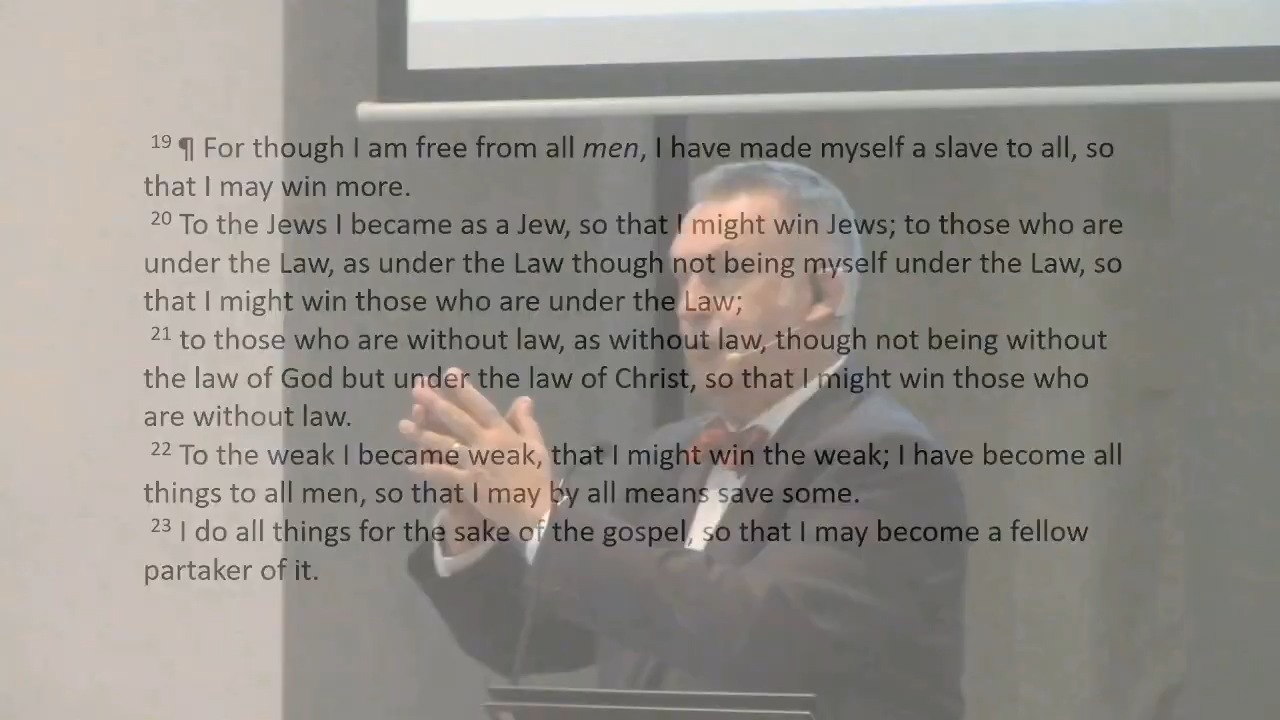 19 ¶ For though I am free from all men, I have made myself a slave to all, so
that I may win more.
20 To the Jews I became as a Jew, so that I might win Jews; to those who are
under the Law, as under the Law though not being myself under the Law, so
that I might win those who are under the Law;
21 to those who are without law, as without law, though not being without
the law of God but under the law of Christ, so that I might win those who
are without law.
22 To the weak I became weak, that I might win the weak; I have become all
things to all men, so that I may by all means save some.
23 I do all things for the sake of the gospel, so that I may become a fellow
partaker of it.